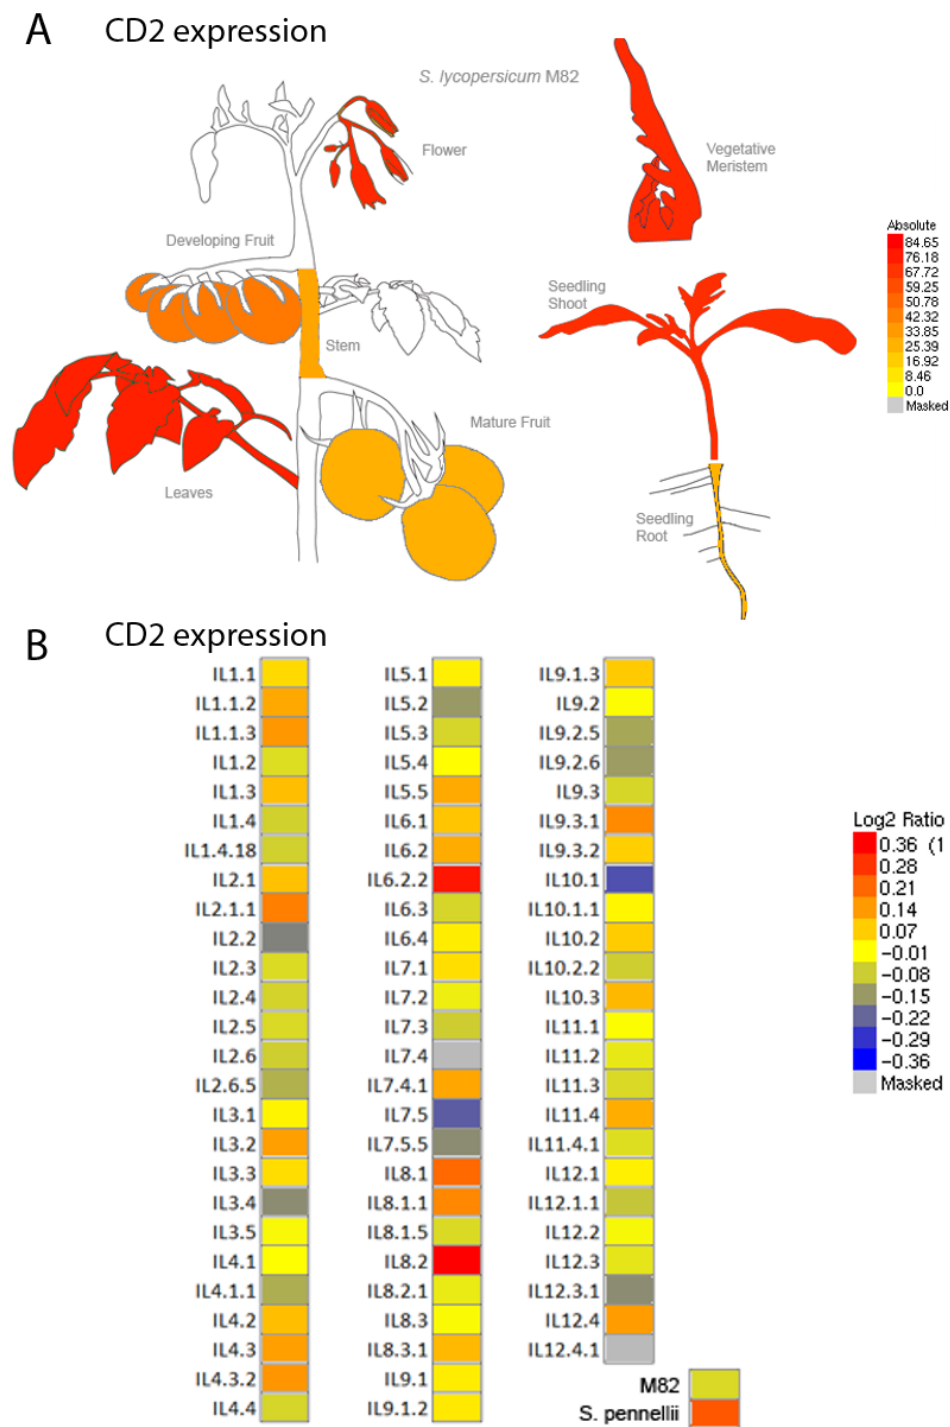 A CD2 expression
S. lycopersicum M82
Flower
Vegetative
Meristem
Developing Fruit
Absolute
84.65
76.18
67.72
59.25
50.78
42.32
33.85
25.39
16.92
8.46
0.0
Masked
Seedling
Shoot
Stem
Mature Fruit
Leaves
Seedling
Root
B CD2 expression
IL1.1
IL1.1.2
IL1.1.3
IL1.2
IL1.3
IL1.4
IL1.4.18
IL2.1
IL2.1.1
IL2.2
IL2.3
IL2.4
IL2.5
IL2.6
IL2.6.5
IL3.1
IL3.2
IL3.3
IL3.4
IL3.5
IL4.1
IL4.1.1
IL4.2
IL4.3
IL4.3.2
IL4.4
IL5.1
IL5.2
IL5.3
IL5.4
IL5.5
IL6.1
IL6.2
IL6.2.2
IL6.3
IL6.4
IL7.1
IL7.2
IL7.3
IL7.4
IL7.4.1
IL7.5
IL7.5.5
IL8.1
IL8.1.1
IL8.1.5
IL8.2
IL8.2.1
IL8.3
IL8.3.1
IL9.1
IL9.1.2
IL9.1.3
IL9.2
IL9.2.5
IL9.2.6
IL9.3
IL9.3.1
IL9.3.2
IL10.1
IL10.1.1
IL10.2
IL10.2.2
IL10.3
IL11.1
IL11.2
IL11.3
IL11.4
IL11.4.1
IL12.1
IL12.1.1
IL12.2
IL12.3
IL12.3.1
IL12.4
IL12.4.1
M82
S. pennellii
Log2 Ratio
0.36 (1
0.28
0.21
0.14
0.07
-0.01
-0.08
-0.15
-0.22
-0.29
-0.36
Masked